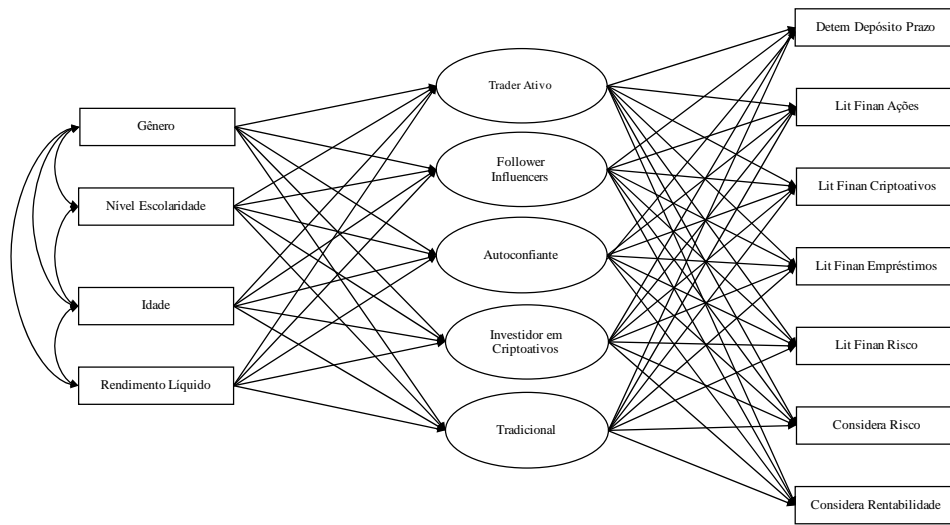 Gênero
Nível Escolaridade
Idade
Rendimento Líquido
Trader Ativo
Follower
Influencers
Autoconfiante
Investidor em
Criptoativos
Tradicional
Detem Depósito Prazo
Lit Finan Ações
Lit Finan Criptoativos
Lit Finan Empréstimos
Lit Finan Risco
Considera Risco
Considera Rentabilidade